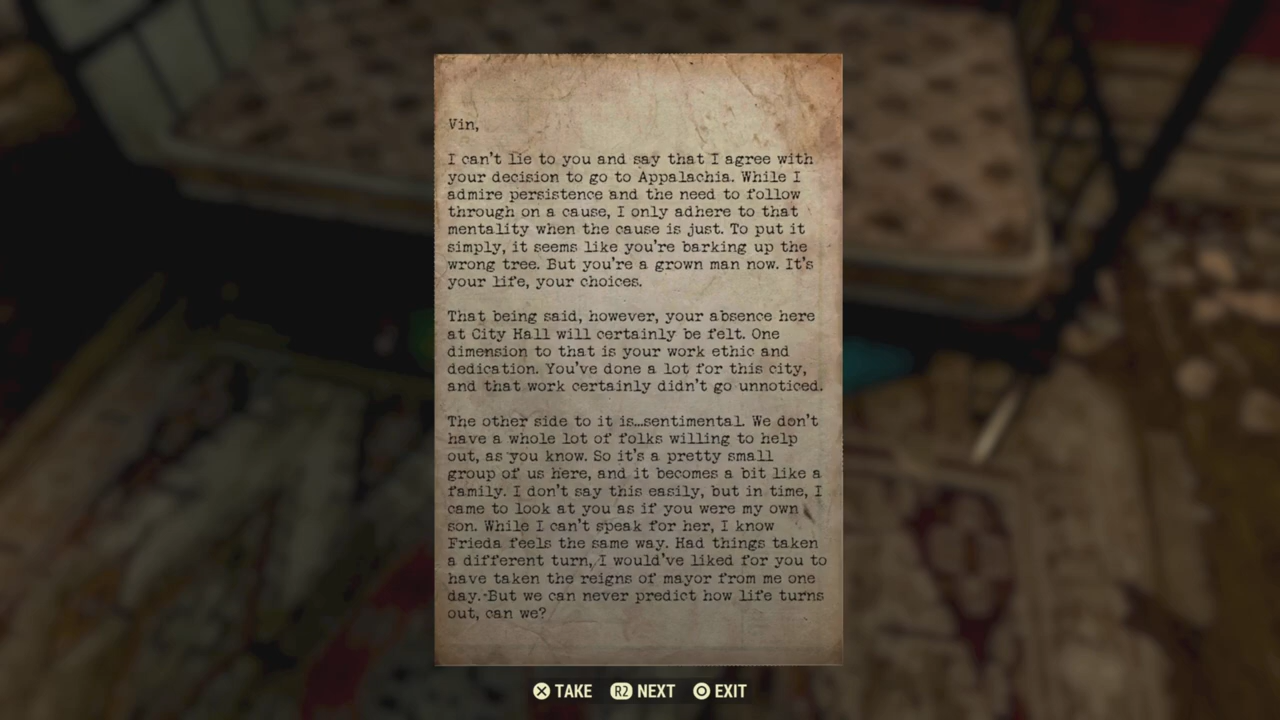 Vin,
I can't lie to you and say that I agree with
your decision to go to Appalachia. While I
admire persistence and the need to follow
through on a cause, I only adhere to that
mentality when the cause is just. To put it
simply, it seems like you're barking up the
wrong tree. But you're a grown man now. It's
your life, your choices.
That being said, however, your absence here
at City Hall will certainly be felt. One
dimension to that is your work ethic and
dedication. You've done a lot for this city,
and that work certainly didn't go unnoticed.
The other side to it is...sentimental. We don't
have a whole lot of folks willing to help
out, as you know. So it's a pretty small
group of us here, and it becomes a bit like a
family. I don't say this easily, but in time, I
came to look at you as if you were my own
son. While I can't speak for her, I know
Frieda feels the same way. Had things taken
a different turn, I would've liked for you to
have taken the reigns of mayor from me one
day. But we can never predict how life turns
out, can we?
TAKE R2 NEXT EXIT